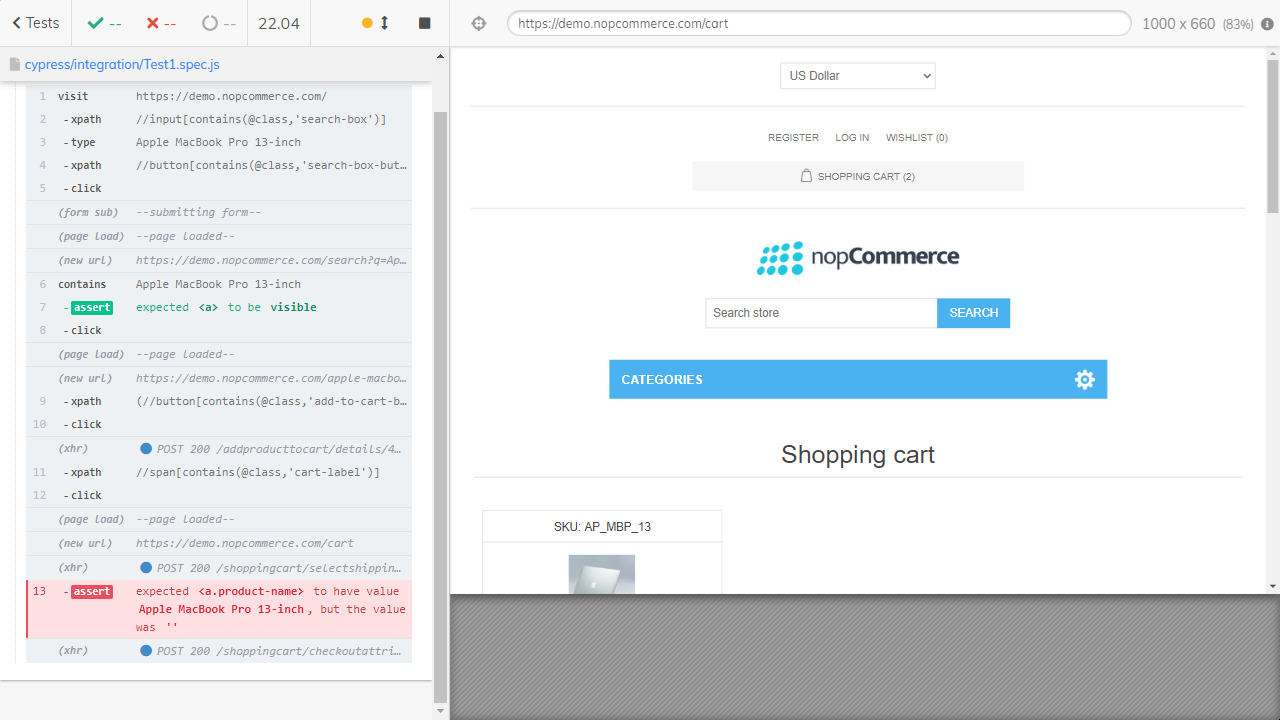 Tests
--
--
--
22.04
https://demo.nopcommerce.com/cart
1000 x 660 (83%)
cypress/integration/Test1.spec.js
1 visit https://demo.nopcommerce.com/
2 -xpath //input[contains(@class,'search-box')]
3 -type Apple MacBook Pro 13-inch
4 -xpath //button[contains(@class,'search-box-but…
5 -click
(form sub) --submitting form--
(page load) --page loaded--
(new url) https://demo.nopcommerce.com/search?q=Ap…
6 contains Apple MacBook Pro 13-inch
7 -assert expected <a> to be visible
8 -click
(page load) --page loaded--
(new url) https://demo.nopcommerce.com/apple-macbo…
9 -xpath (//button[contains(@class,'add-to-cart-b…
10 -click
(xhr) POST 200 /addproducttocart/details/4…
11 -xpath //span[contains(@class,'cart-label')]
12 -click
(page load) --page loaded--
(new url) https://demo.nopcommerce.com/cart
(xhr) POST 200 /shoppingcart/selectshippin…
13 -assert expected <a.product-name> to have value
Apple MacBook Pro 13-inch, but the value
was ''
(xhr) POST 200 /shoppingcart/checkoutattri…
US Dollar
REGISTER LOG IN WISHLIST (0)
SHOPPING CART (2)
nopCommerce
Search store SEARCH
CATEGORIES
Shopping cart
SKU: AP_MBP_13